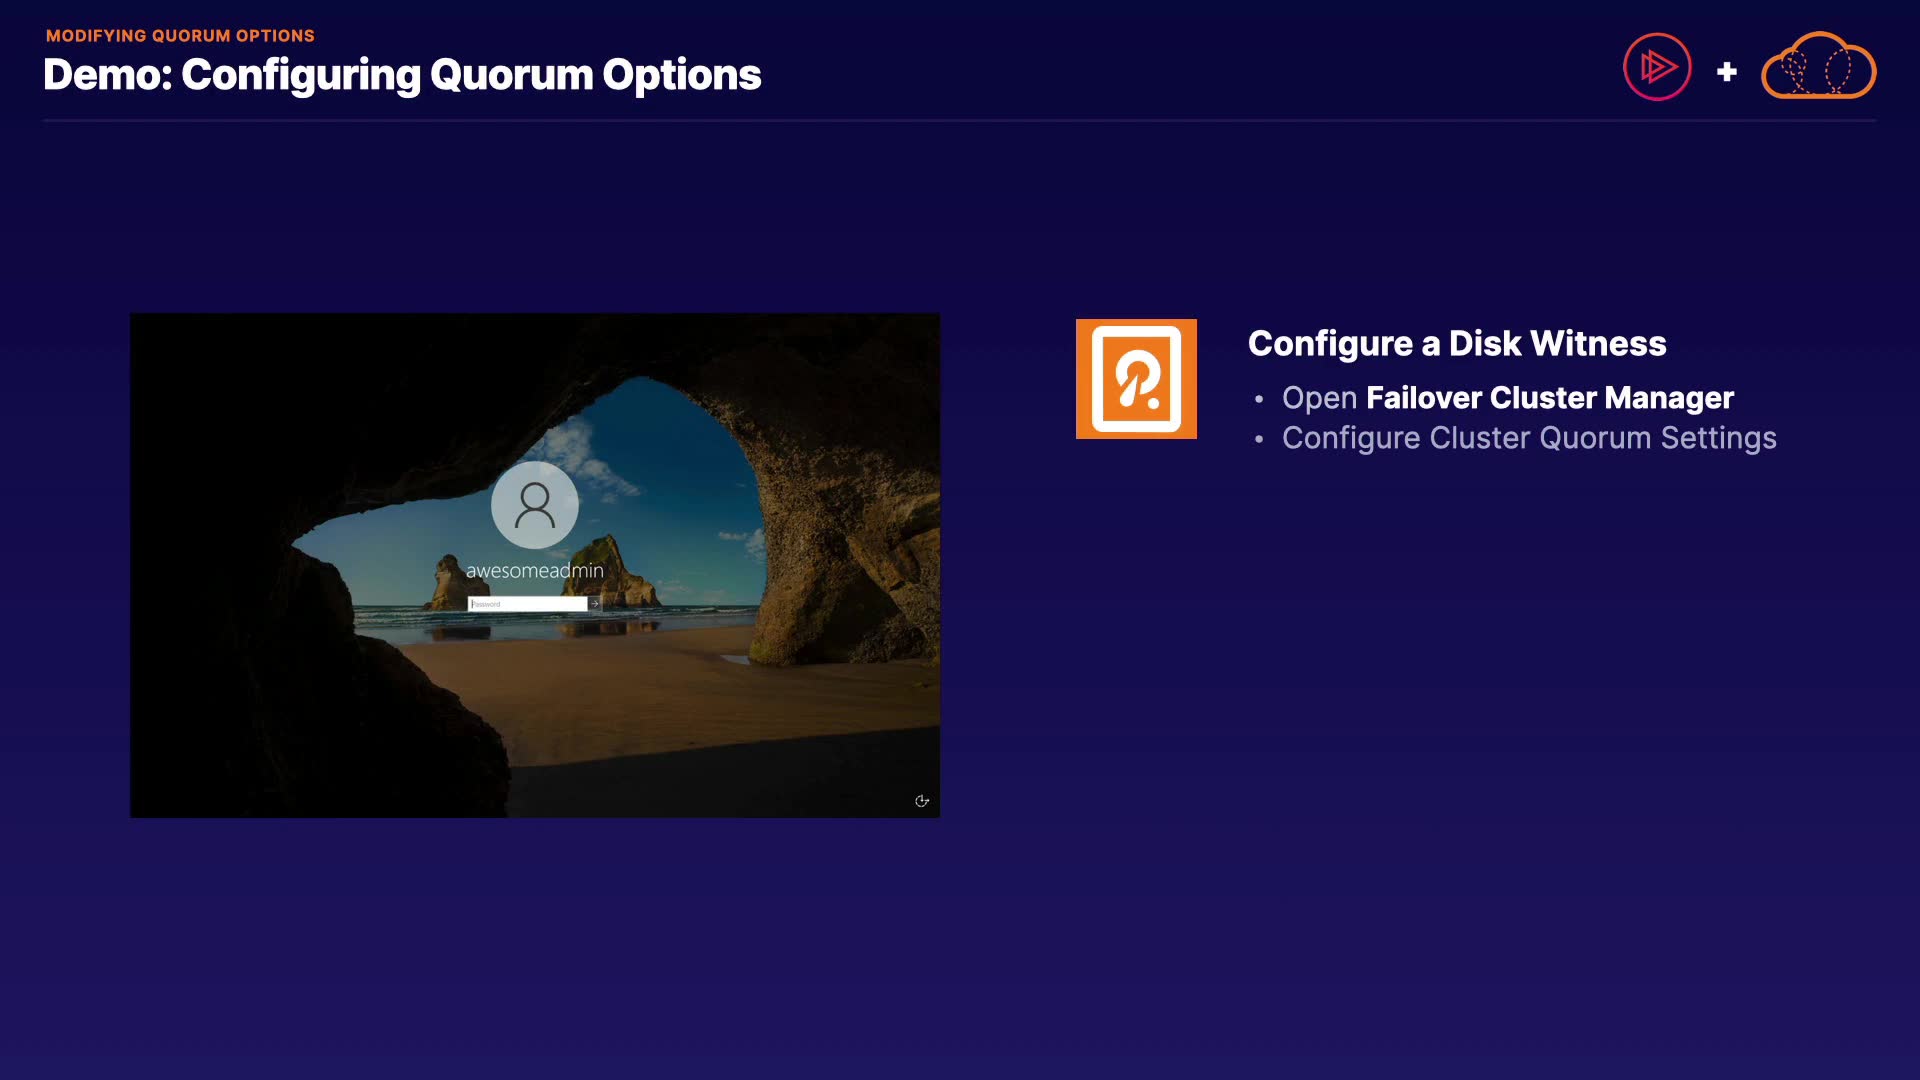 MODIFYING QUORUM OPTIONS
Demo: Configuring Quorum Options
awesomeadmin
Password
Configure a Disk Witness
• Open Failover Cluster Manager
• Configure Cluster Quorum Settings